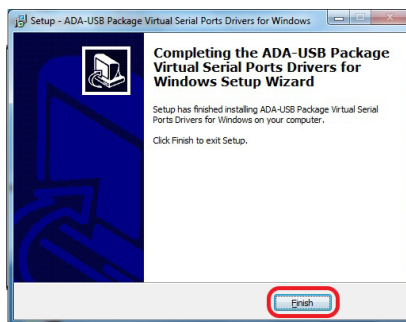 Setup - ADA-USB Package Virtual Serial Ports Drivers for Windows
Completing the ADA-USB Package
Virtual Serial Ports Drivers for
Windows Setup Wizard
Setup has finished installing ADA-USB Package Virtual Serial
Ports Drivers for Windows on your computer.
Click Finish to exit Setup.
Finish